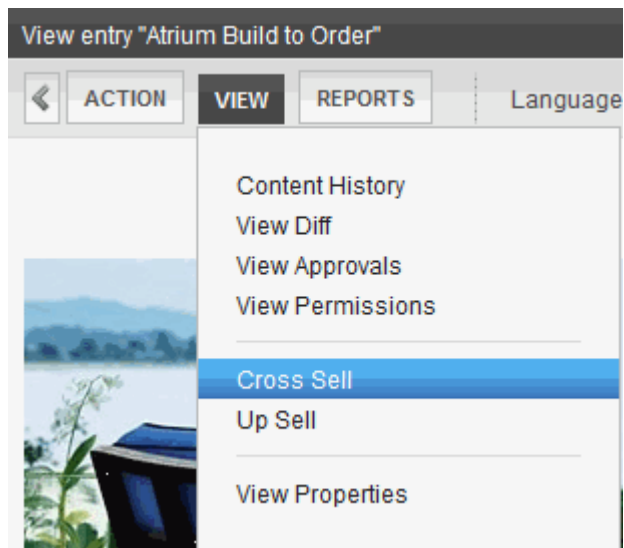 View entry "Atrium Build to Order"
ACTION VIEW REPORTS Language
Content History
View Diff
View Approvals
View Permissions
Cross Sell
Up Sell
View Properties